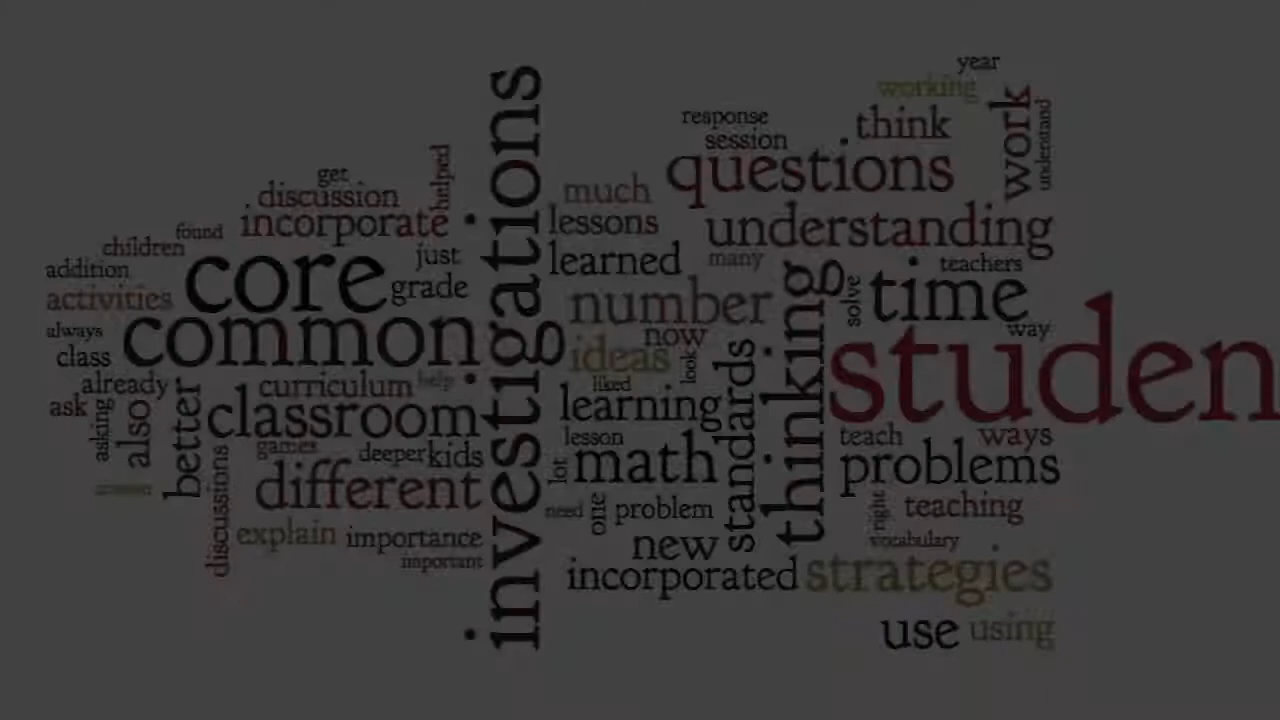 year
working
work
understand
response
think
session
questions
get
helped
discussion
much
incorporate
lessons
understanding
found
children
just
learned
many
teachers
addition
core
grade
activities
number
solve
time
always
common
now
way
class
ideas
look
studen
already
curriculum
help
liked
ask
asking
also
better
classroom
learning
standards
thinking
investigations
games
deeper
kids
lesson
teach
ways
lot
math
problems
discussions
different
need
one
problem
right
teaching
explain
importance
new
vocabulary
important
incorporated
strategies
use
using